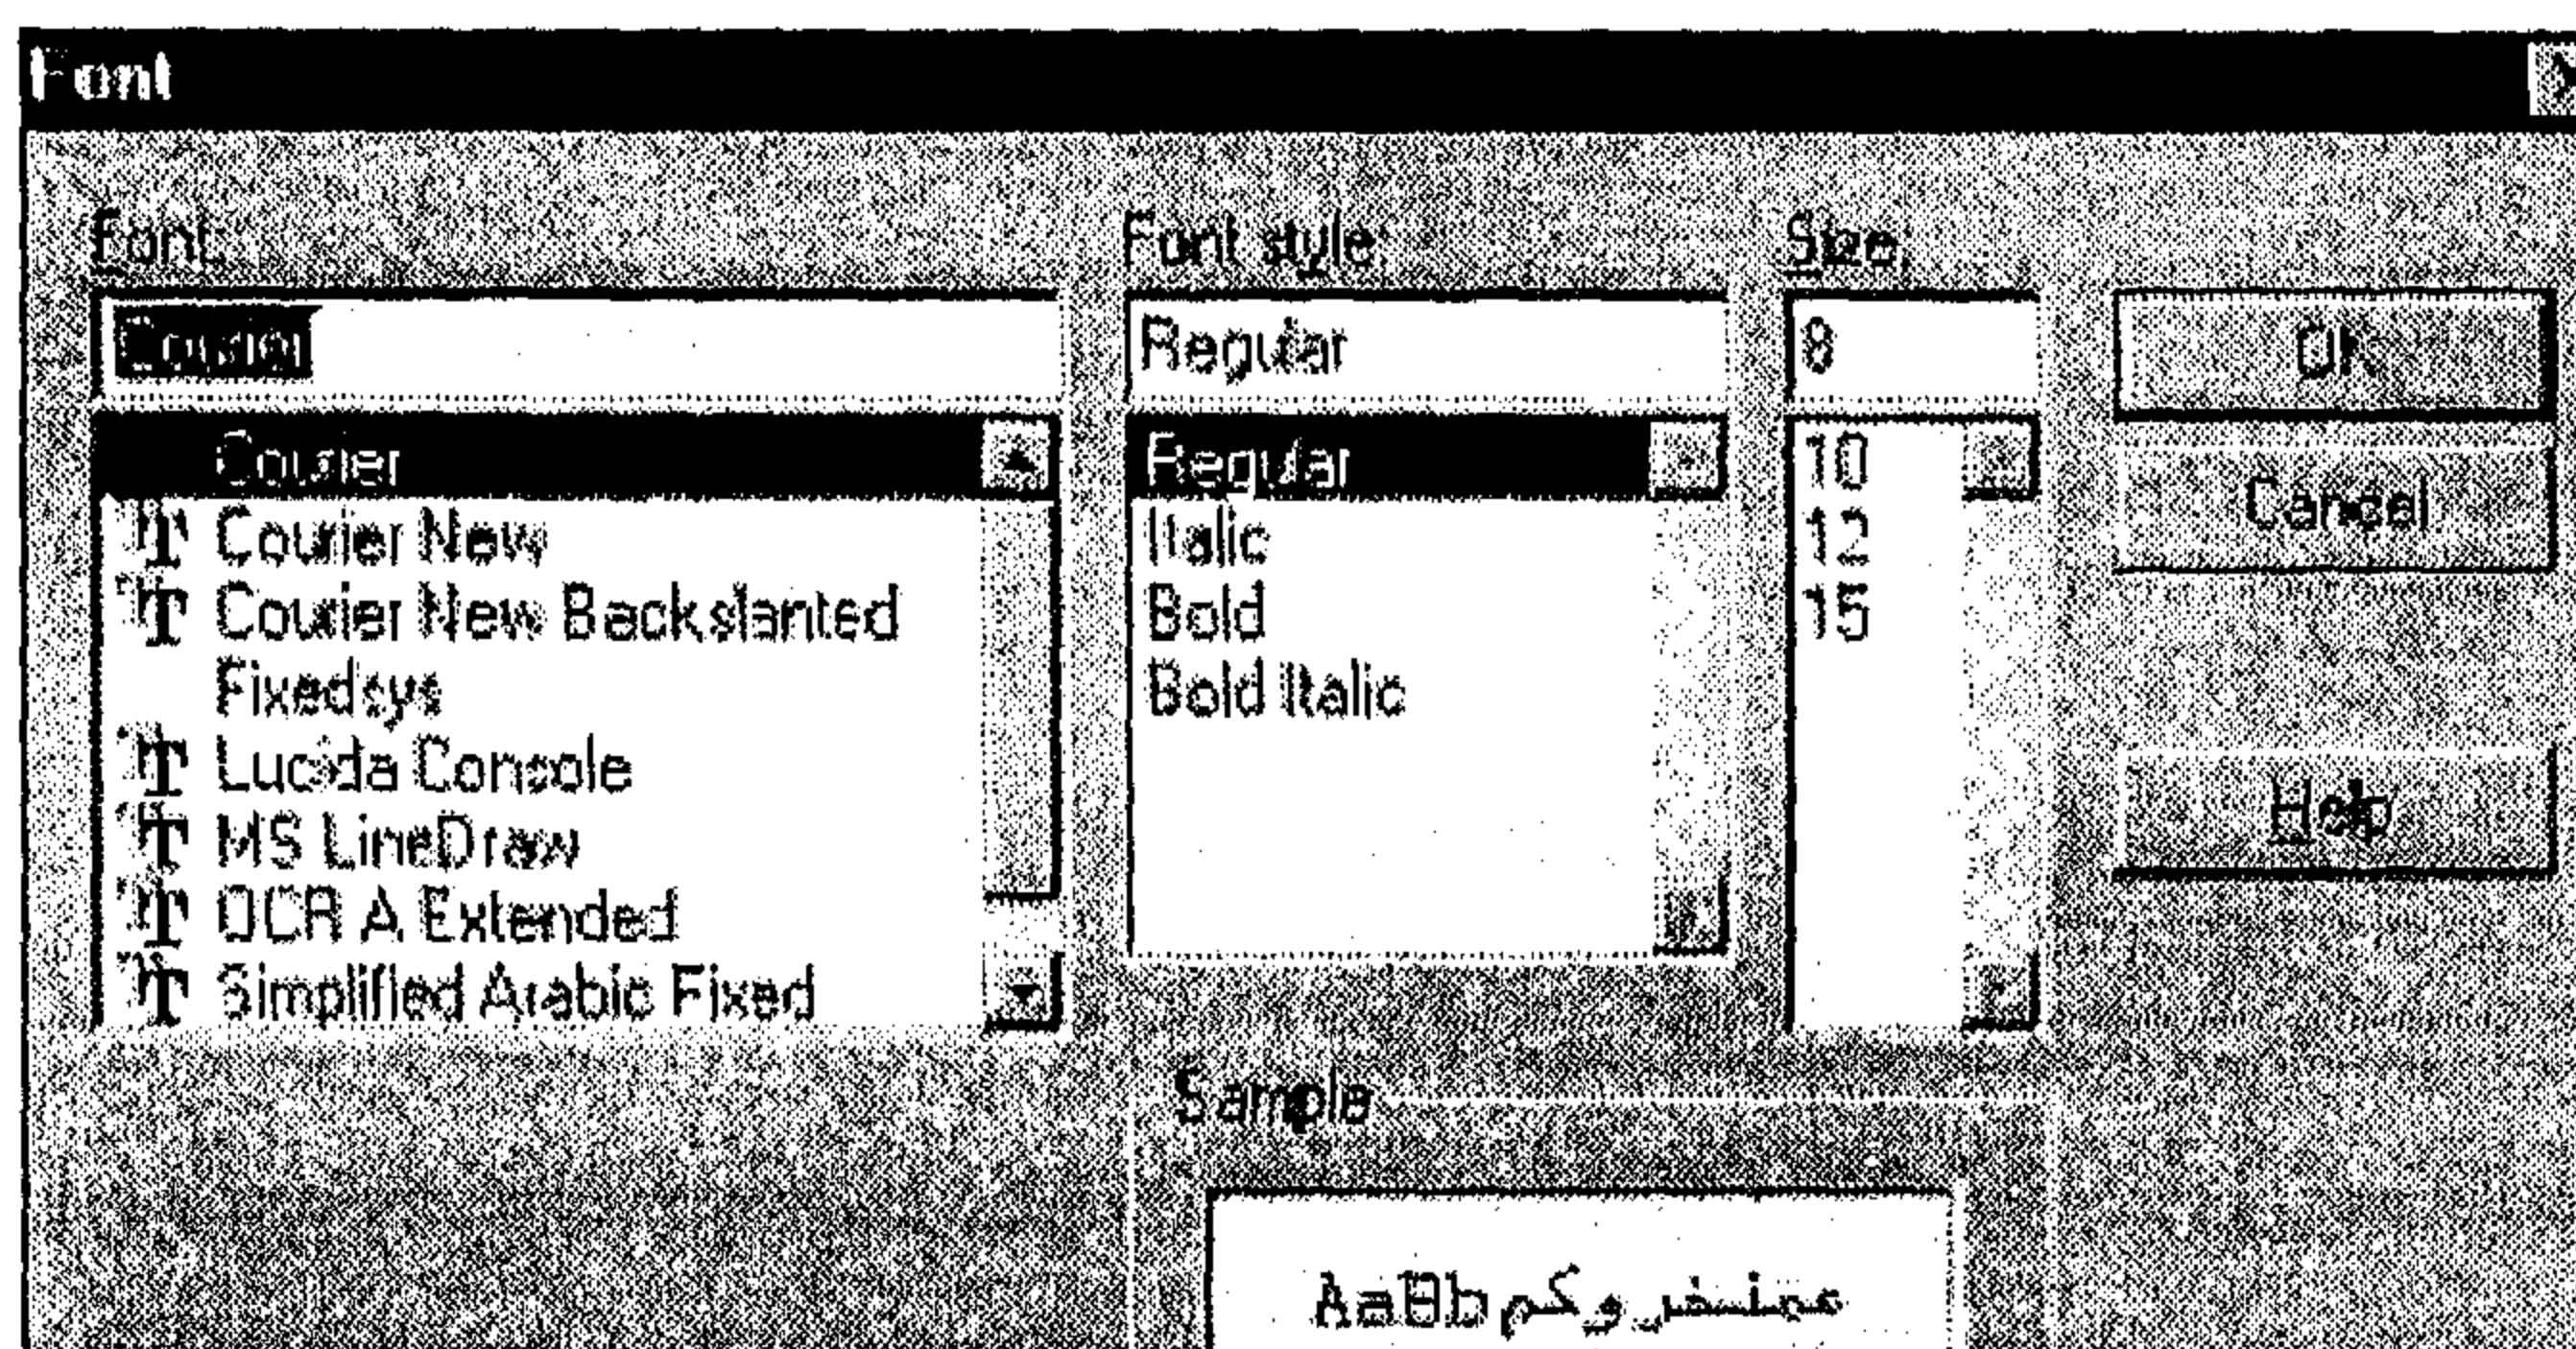 Font
Font: Font style: Size:
Courier Regular 8 OK
Courier Regular 10 Cancel
Courier New Italic 12
Courier New Backslanted Bold 15
Fixedsys Bold Italic
Lucida Console Help
MS LineDraw
OCR A Extended
Simplified Arabic Fixed
Sample
AaBb